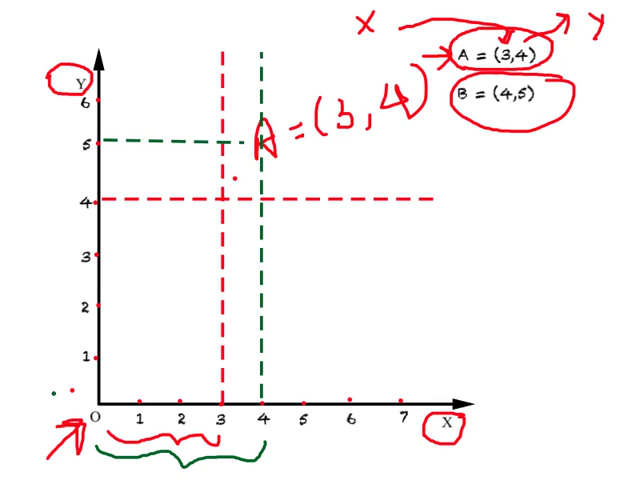 X Y
A = (3,4)
B = (4,5)
A = (3,4)
Y
6
5
4
3
2
1
O 1 2 3 4 5 6 7 X